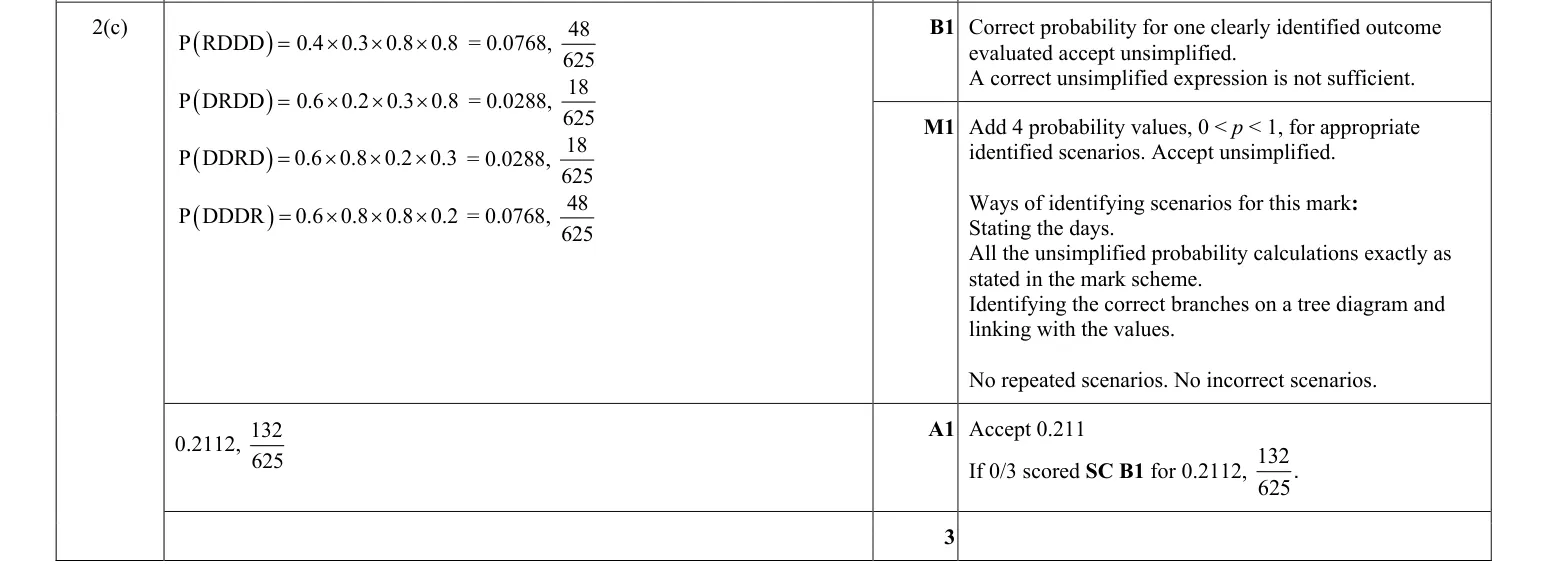 2(c)
P(RDDD) = 0.4 × 0.3 × 0.8 × 0.8 = 0.0768, 48/625
P(DRDD) = 0.6 × 0.2 × 0.3 × 0.8 = 0.0288, 18/625
P(DDRD) = 0.6 × 0.8 × 0.2 × 0.3 = 0.0288, 18/625
P(DDDR) = 0.6 × 0.8 × 0.8 × 0.2 = 0.0768, 48/625
B1 Correct probability for one clearly identified outcome
evaluated accept unsimplified.
A correct unsimplified expression is not sufficient.
M1 Add 4 probability values, 0 < p < 1, for appropriate
identified scenarios. Accept unsimplified.
Ways of identifying scenarios for this mark:
Stating the days.
All the unsimplified probability calculations exactly as
stated in the mark scheme.
Identifying the correct branches on a tree diagram and
linking with the values.
No repeated scenarios. No incorrect scenarios.
0.2112, 132/625
A1 Accept 0.211
If 0/3 scored SC B1 for 0.2112, 132/625.
3